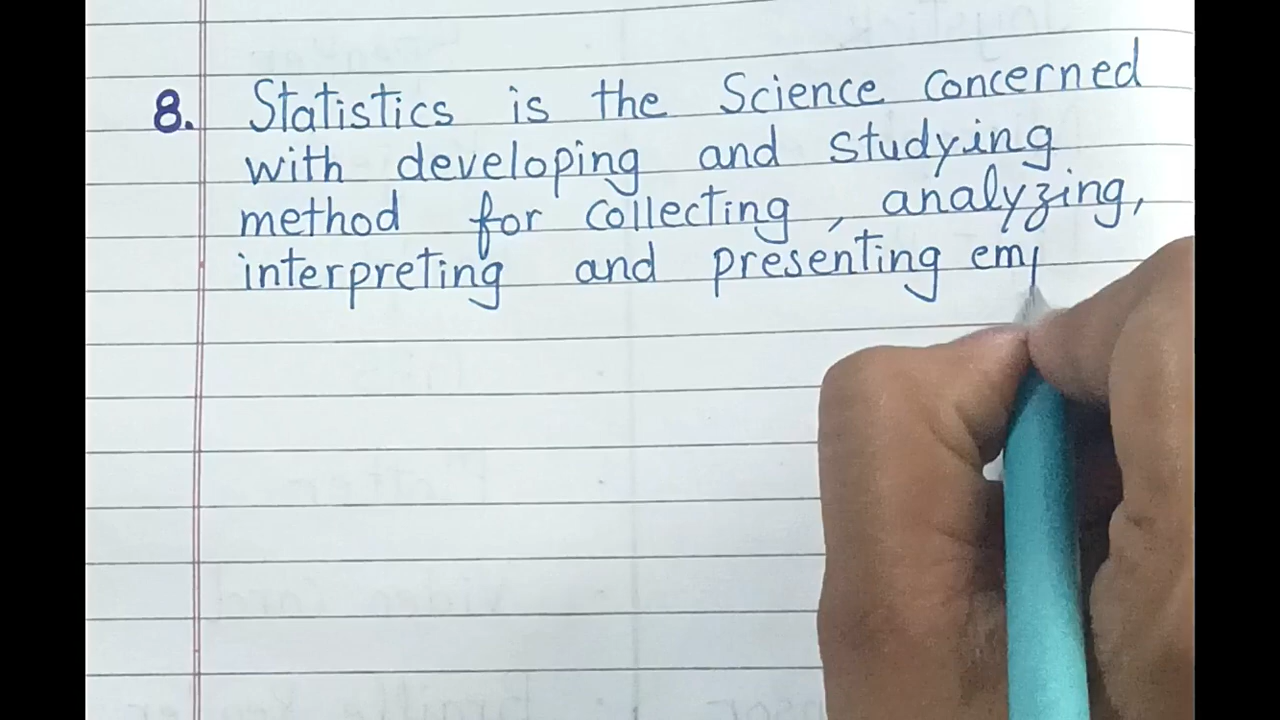 8. Statistics is the Science concerned
with developing and studying
method for collecting, analyzing,
interpreting and presenting em